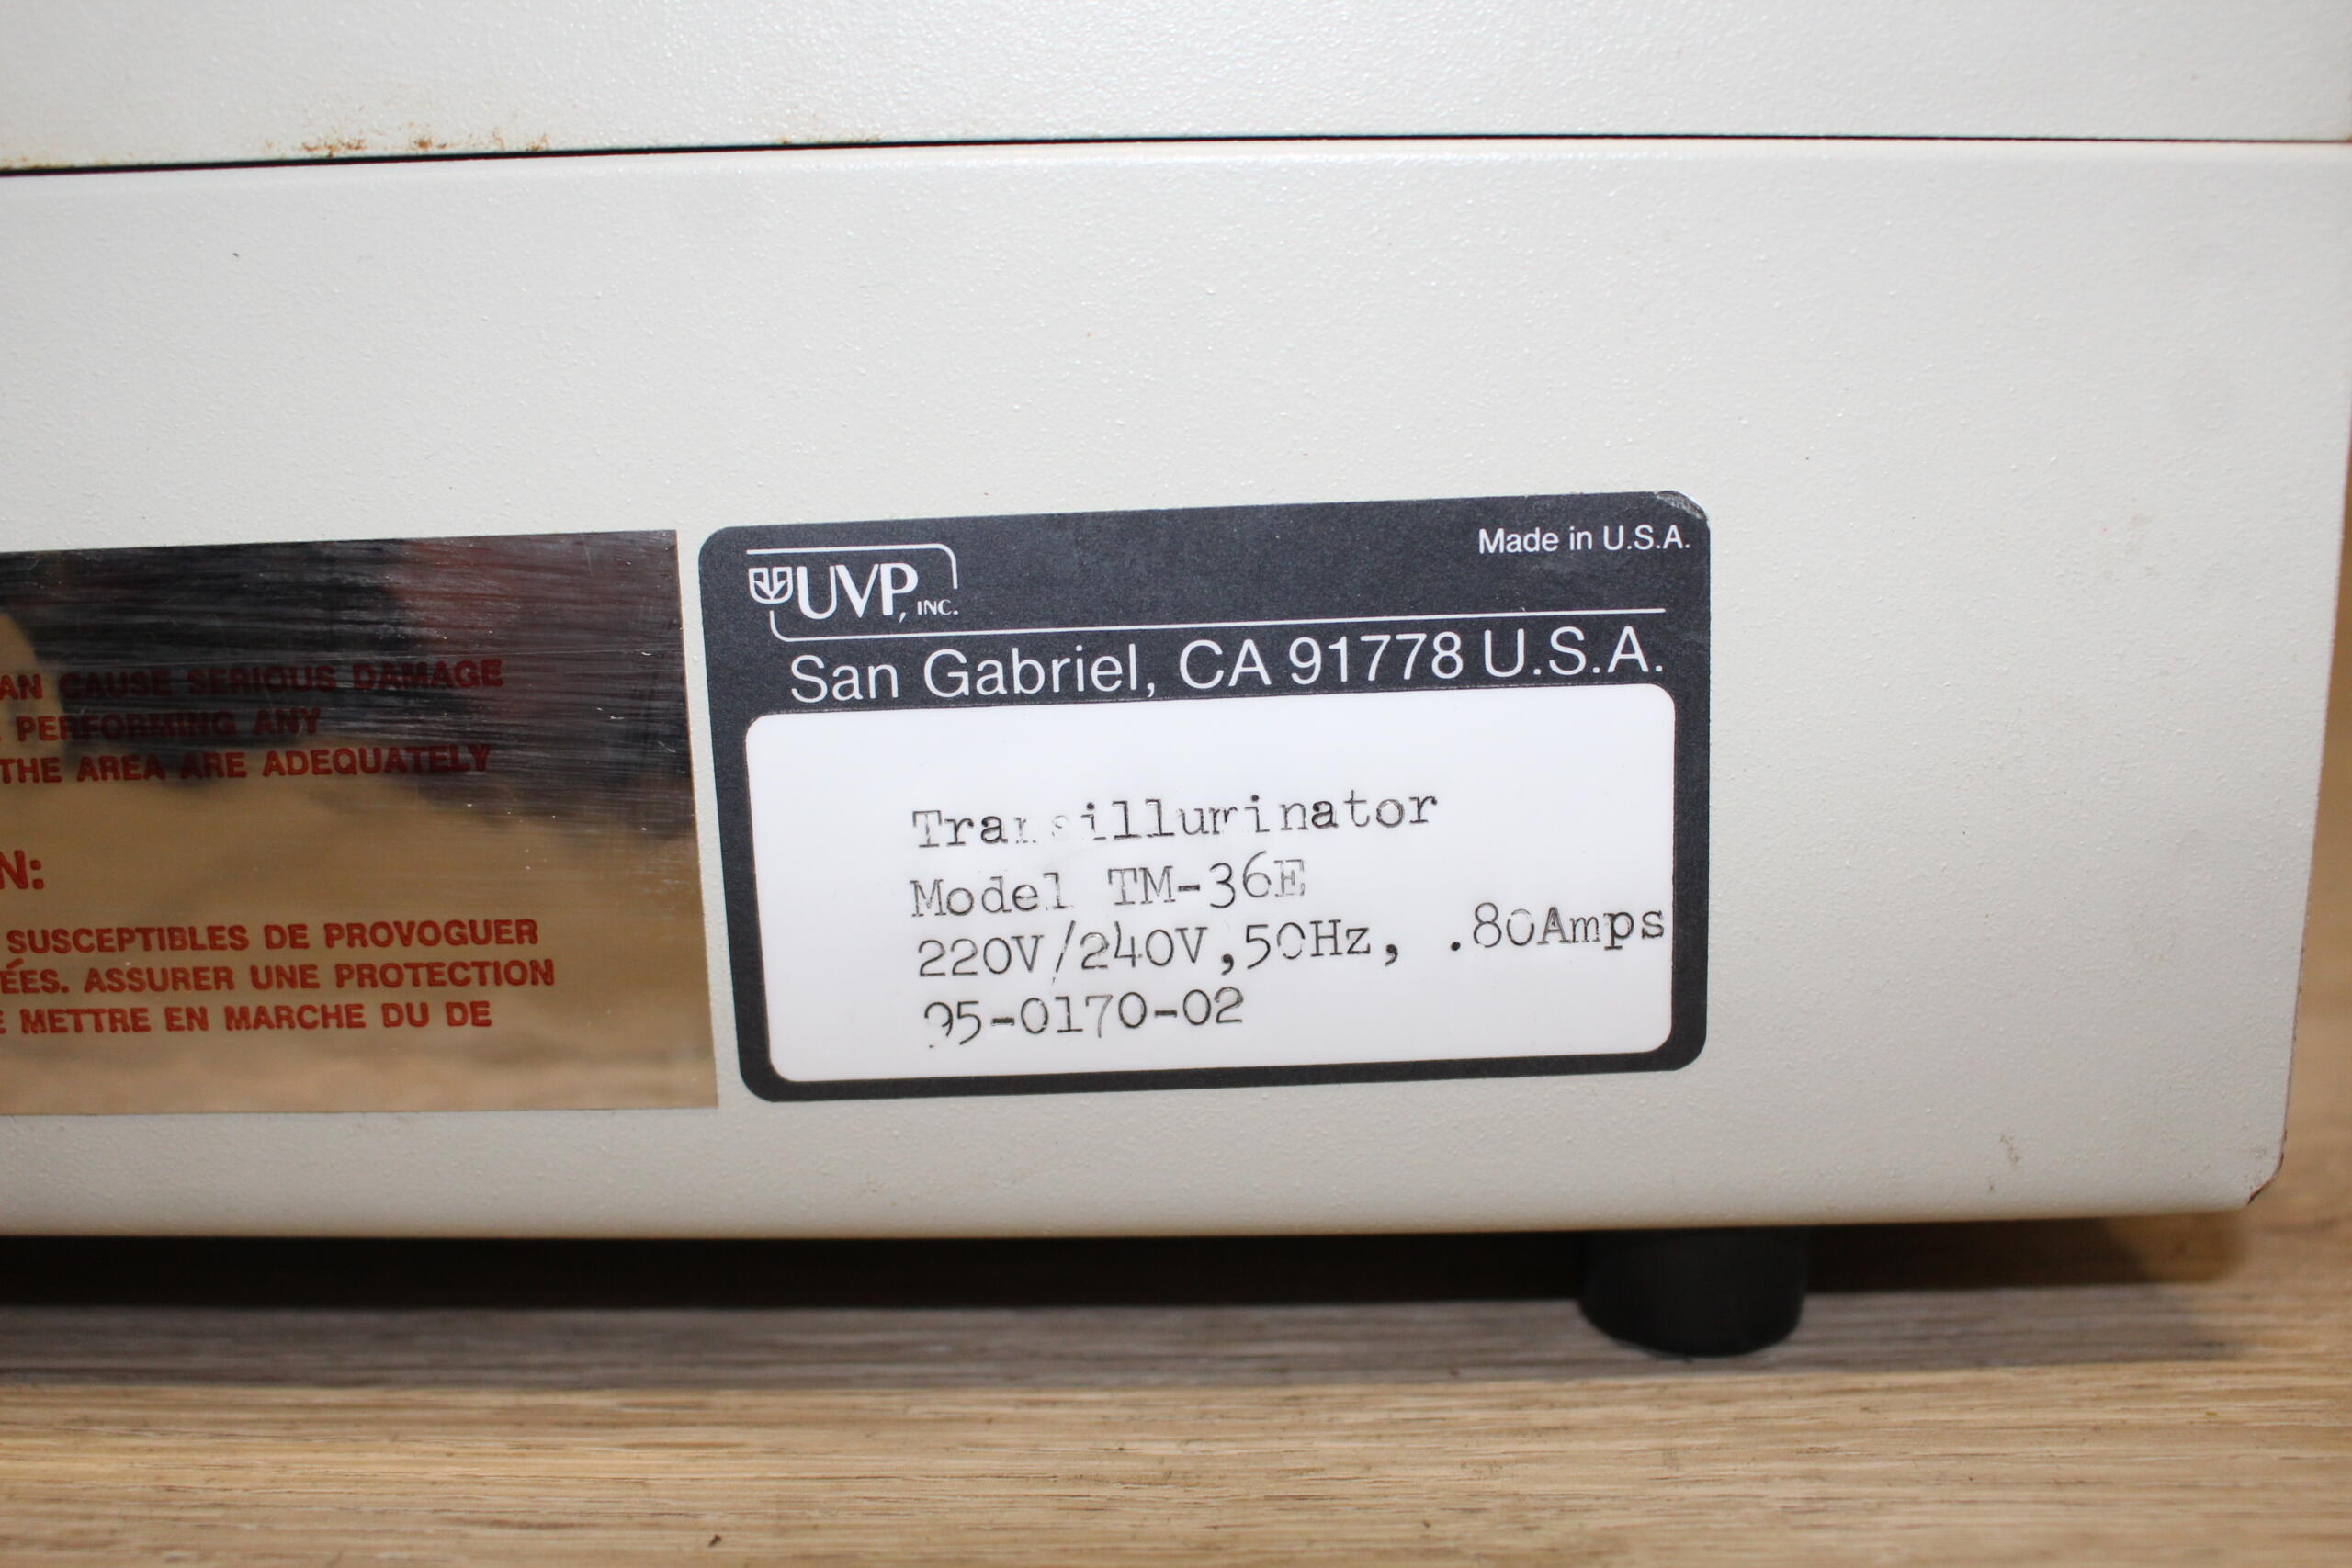 AN CAUSE SERIOUS DAMAGE
PERFORMING ANY
THE AREA ARE ADEQUATELY
N:
SUSCEPTIBLES DE PROVOGUER
ÉES. ASSURER UNE PROTECTION
E METTRE EN MARCHE DU DE
UVP, INC.
Made in U.S.A.
San Gabriel, CA 91778 U.S.A.
Transilluminator
Model TM-36E
220V/240V,50Hz, .80Amps
95-0170-02